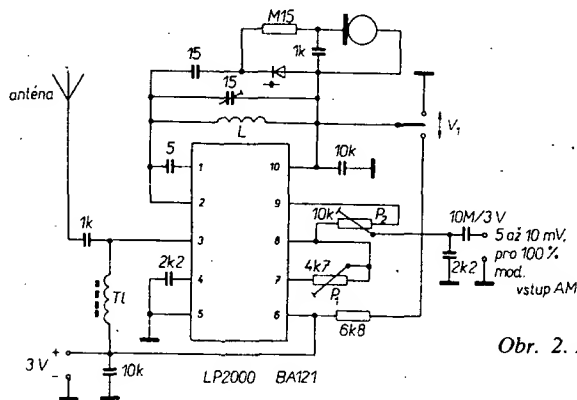 M15
1k
15
15
anténa
L
V1
5
1
10
10k
2
9
10k
P2
10M/3 V
1k
3
8
5 až 10 mV,
pro 100 %
mod.
vstup AM
2k2
4k7
2k2
4
7
P1
Tl
5
6
6k8
+
3 V
-
10k
LP2000 BA121
Obr. 2.